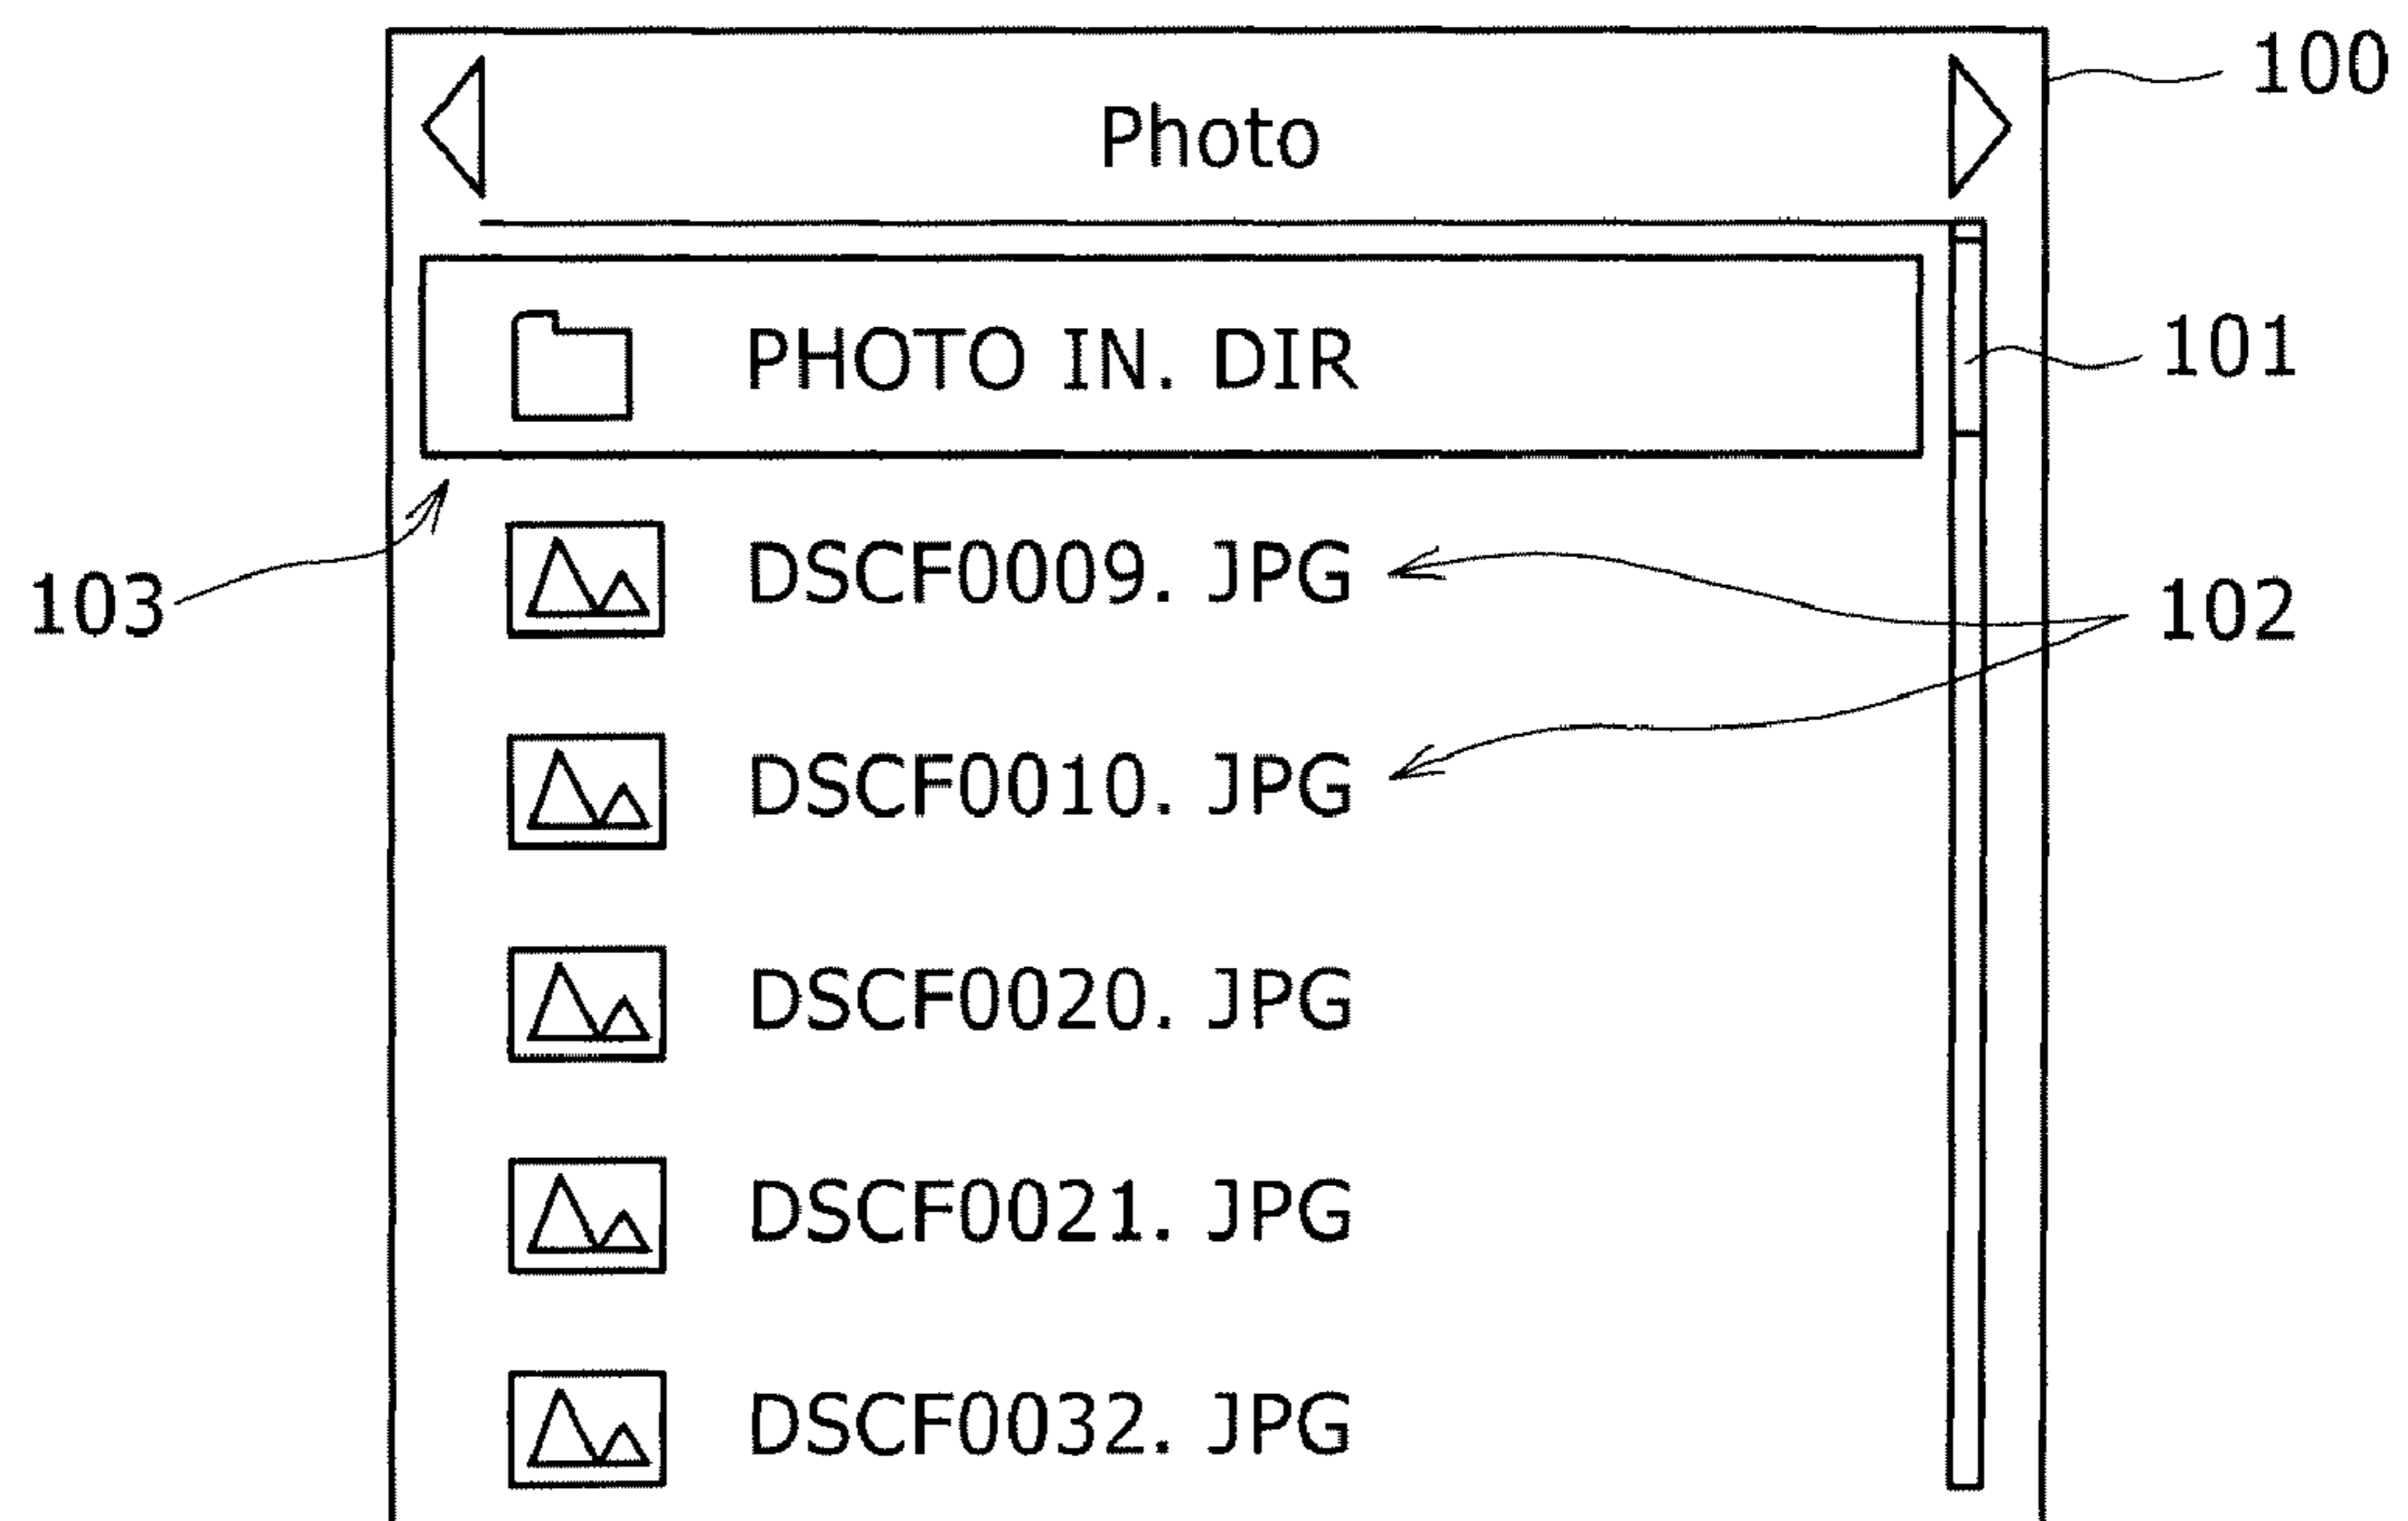 100
Photo
PHOTO IN. DIR
101
DSCF0009. JPG
103
102
DSCF0010. JPG
DSCF0020. JPG
DSCF0021. JPG
DSCF0032. JPG